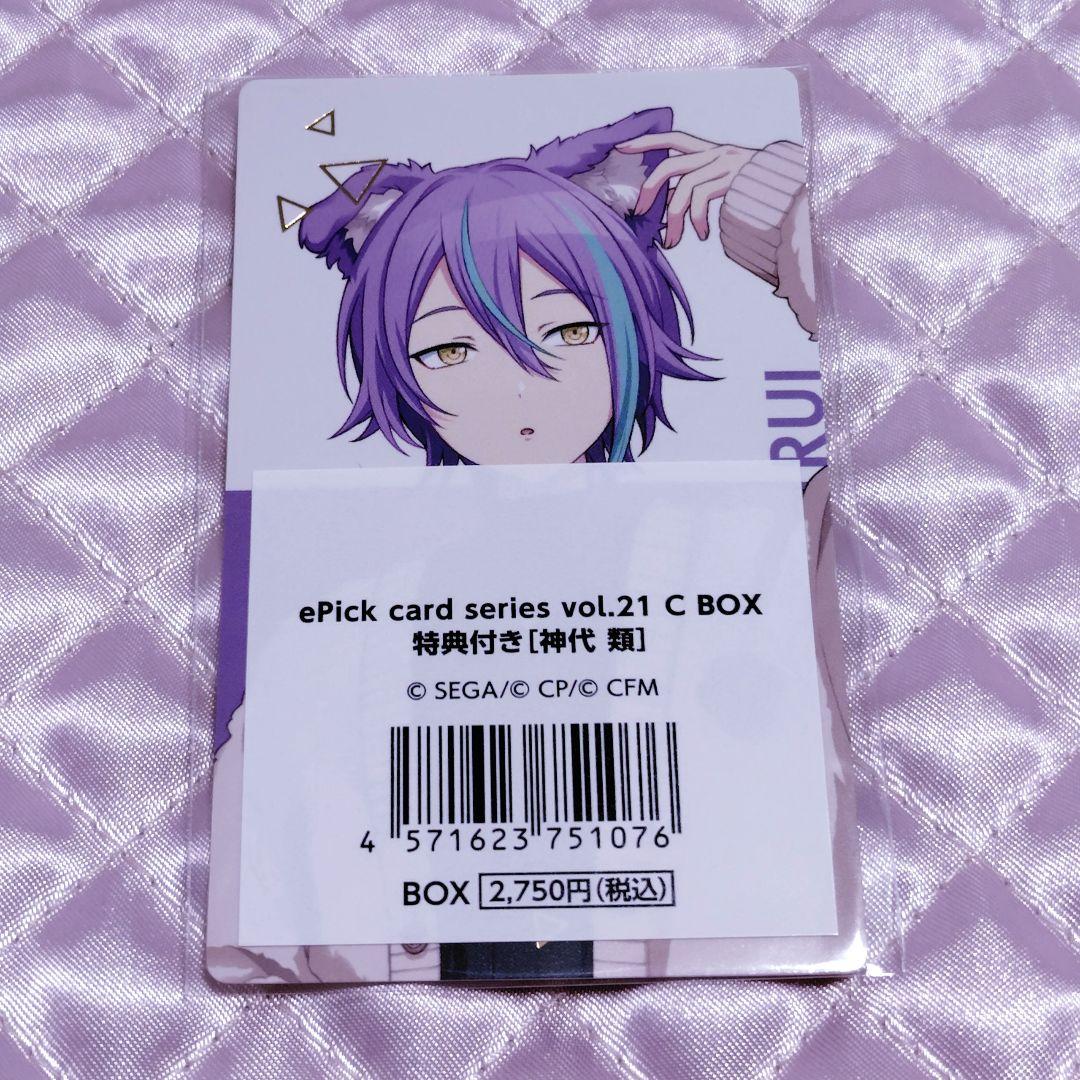 RUI
ePick card series vol.21 C BOX
特典付き[神代 類]
© SEGA/© CP/© CFM
4 571623 751076
BOX 2,750円(税込)